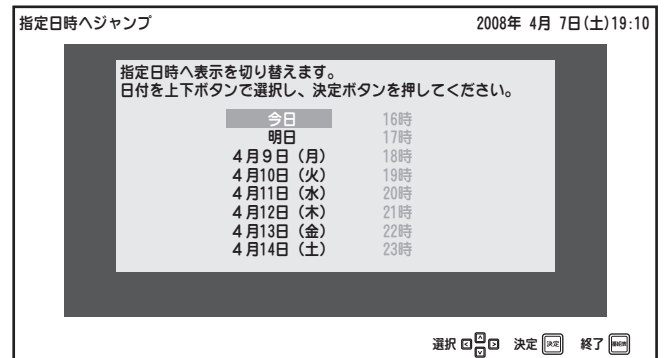 指定日時へジャンプ
2008年 4月 7日(土)19:10
指定日時へ表示を切り替えます。
日付を上下ボタンで選択し、決定ボタンを押してください。
今日 16時
明日 17時
4月9日(月) 18時
4月10日(火) 19時
4月11日(水) 20時
4月12日(木) 21時
4月13日(金) 22時
4月14日(土) 23時
選択 決定 決定 終了 番組表